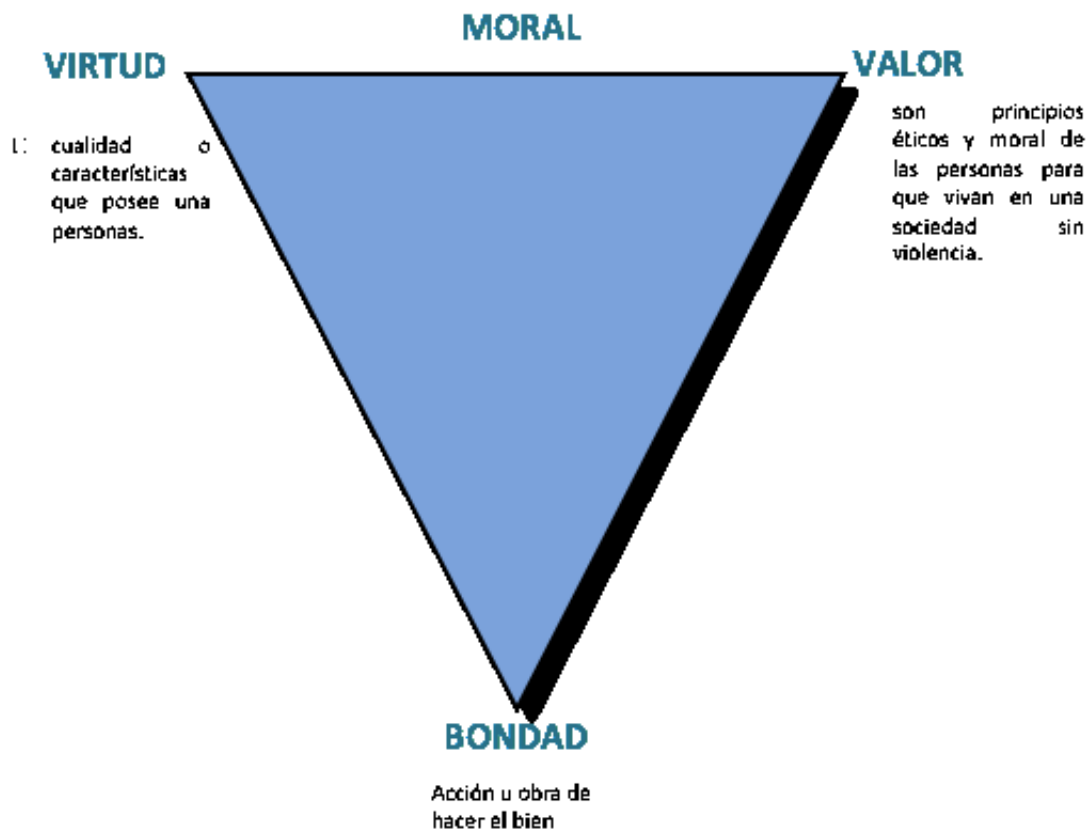 MORAL
VIRTUD
VALOR
cualidad o
características
que posee una
personas.
son principios
éticos y moral de
las personas para
que vivan en una
sociedad sin
violencia.
BONDAD
Acción u obra de
hacer el bien